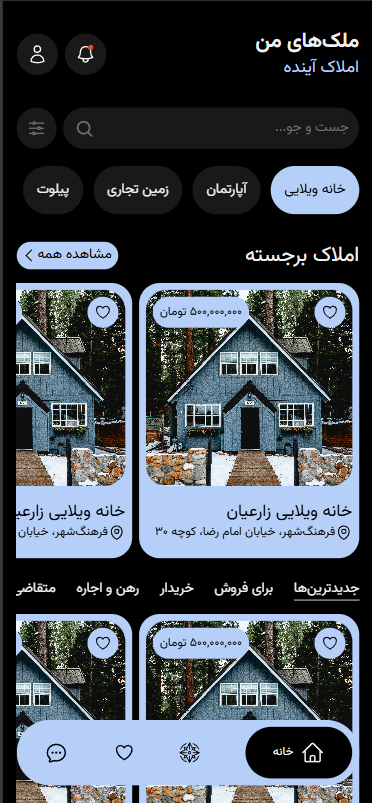 ملک‌های من
املاک آینده
جست و جو...
خانه ویلایی
آپارتمان
زمین تجاری
پیلوت
املاک برجسته
مشاهده همه
۵۰۰,۰۰۰,۰۰۰ تومان
خانه ویلایی زارعیان
فرهنگ‌شهر، خیابان امام رضا، کوچه ۳۰
خانه ویلایی
فرهنگ‌شهر، خیابان
جدیدترین‌ها
برای فروش
خریدار
رهن و اجاره
متقاضی
۵۰۰,۰۰۰,۰۰۰ تومان
خانه